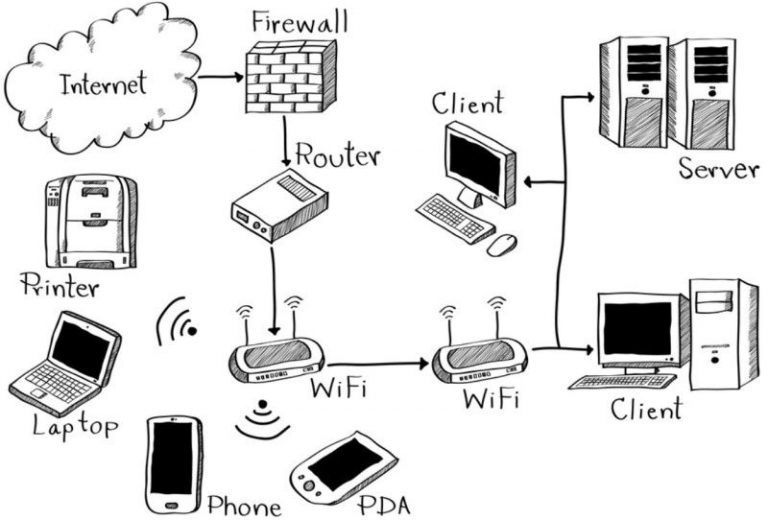 Firewall
Internet
Client
Router
Server
Printer
WiFi
WiFi
Client
Laptop
Phone
PDA